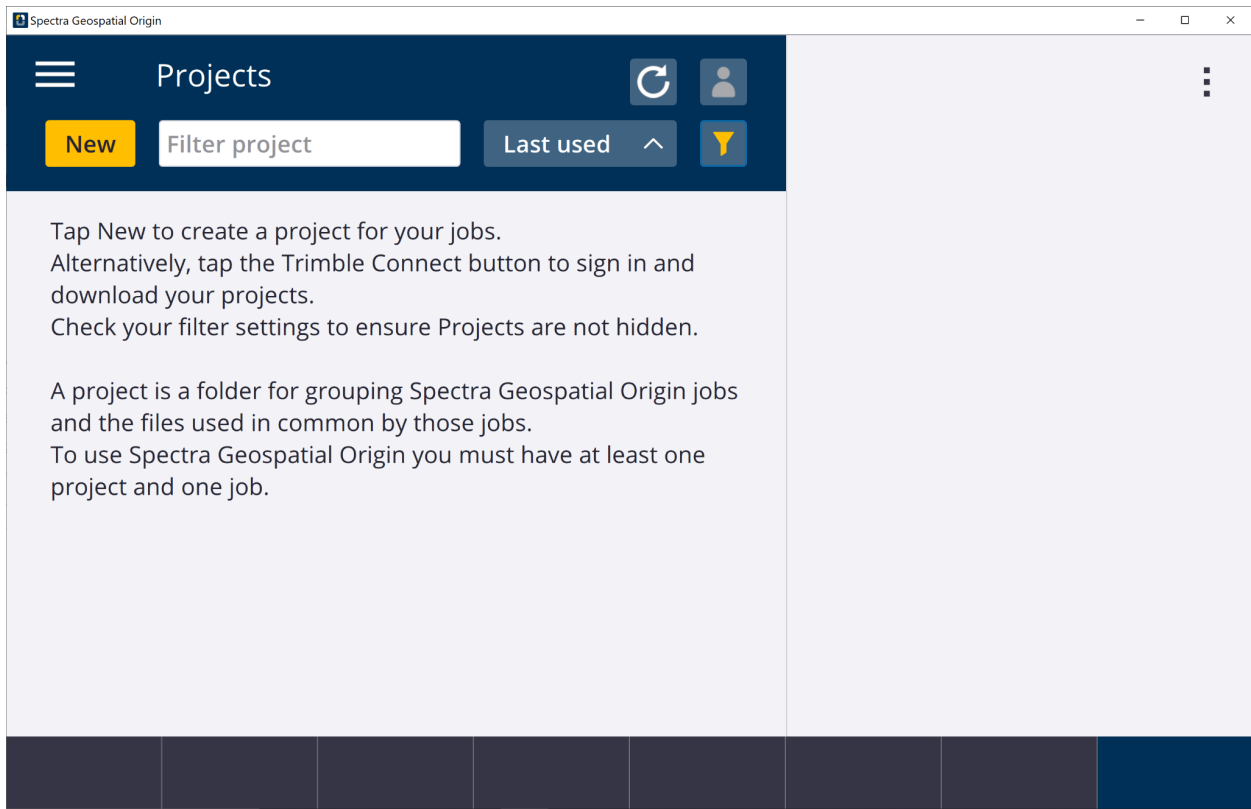 Spectra Geospatial Origin
Projects
New
Filter project
Last used
Tap New to create a project for your jobs.
Alternatively, tap the Trimble Connect button to sign in and
download your projects.
Check your filter settings to ensure Projects are not hidden.
A project is a folder for grouping Spectra Geospatial Origin jobs
and the files used in common by those jobs.
To use Spectra Geospatial Origin you must have at least one
project and one job.